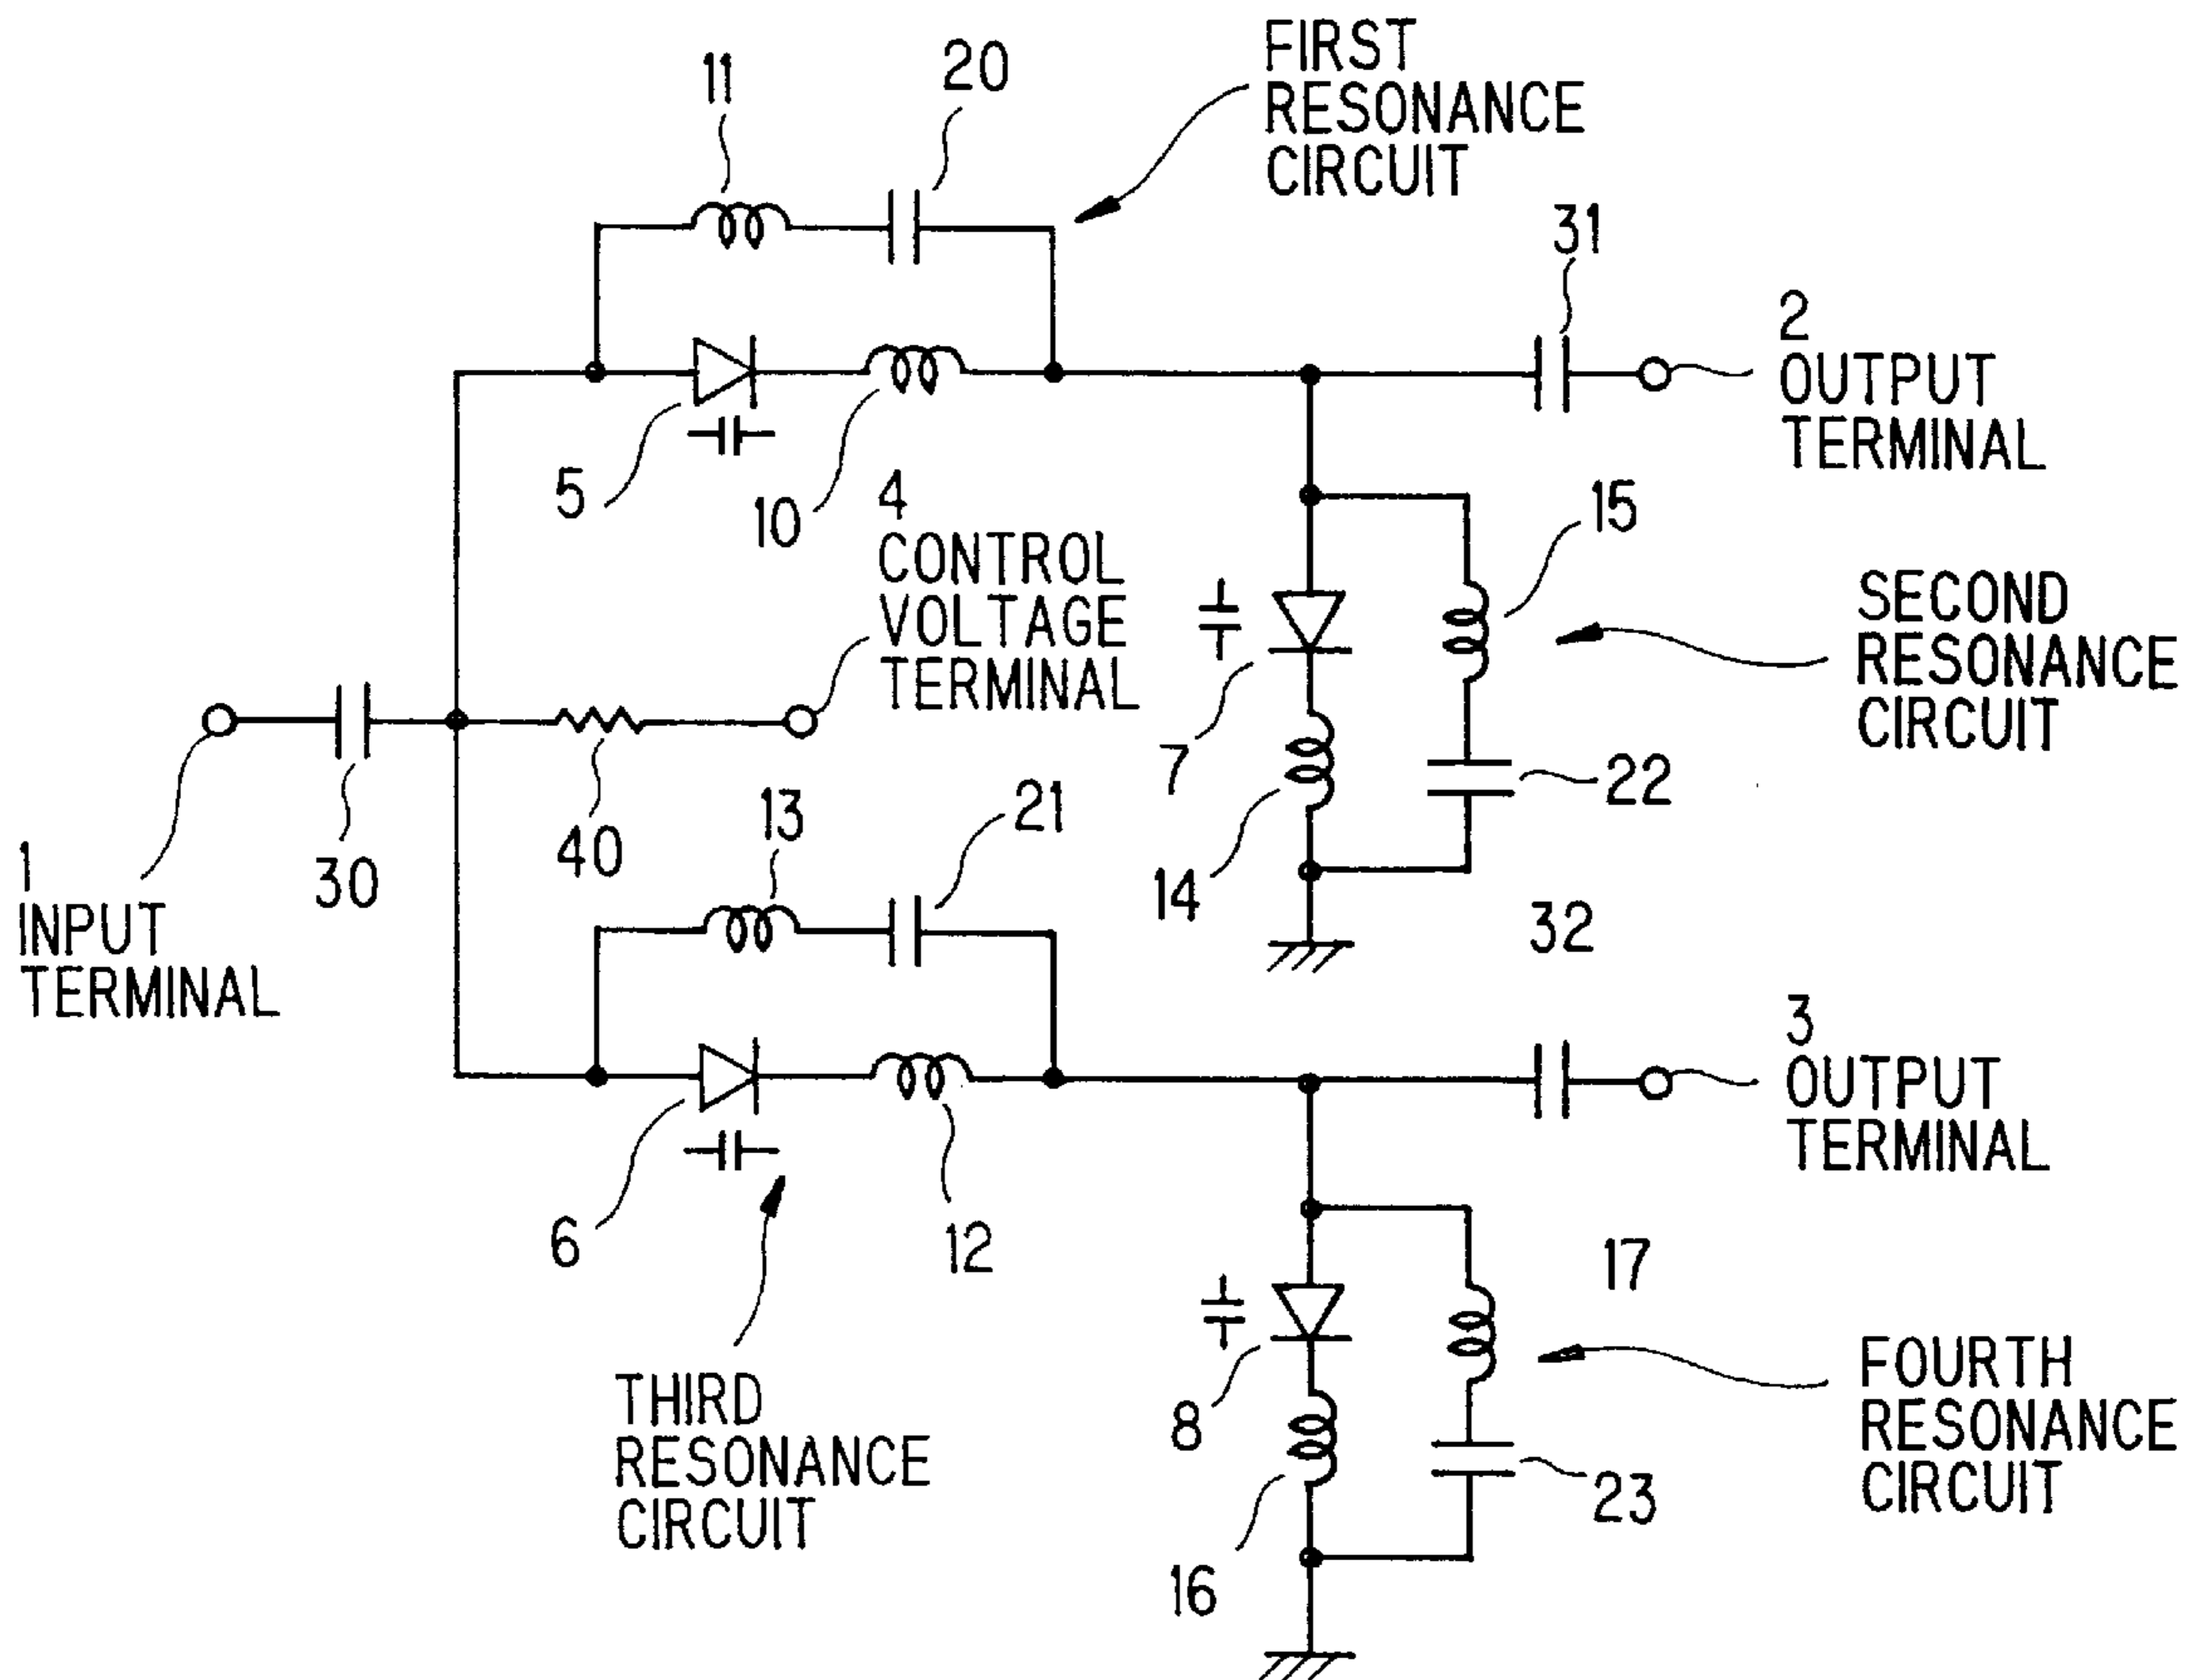 11
20
FIRST
RESONANCE
CIRCUIT
31
2
OUTPUT
TERMINAL
5
10
4
CONTROL
VOLTAGE
TERMINAL
15
SECOND
RESONANCE
CIRCUIT
7
22
14
1
INPUT
TERMINAL
30
40
13
21
32
3
OUTPUT
TERMINAL
6
12
THIRD
RESONANCE
CIRCUIT
17
8
FOURTH
RESONANCE
CIRCUIT
23
16